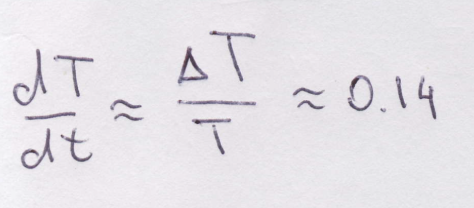 dT/dt ≈ ΔT/T ≈ 0.14